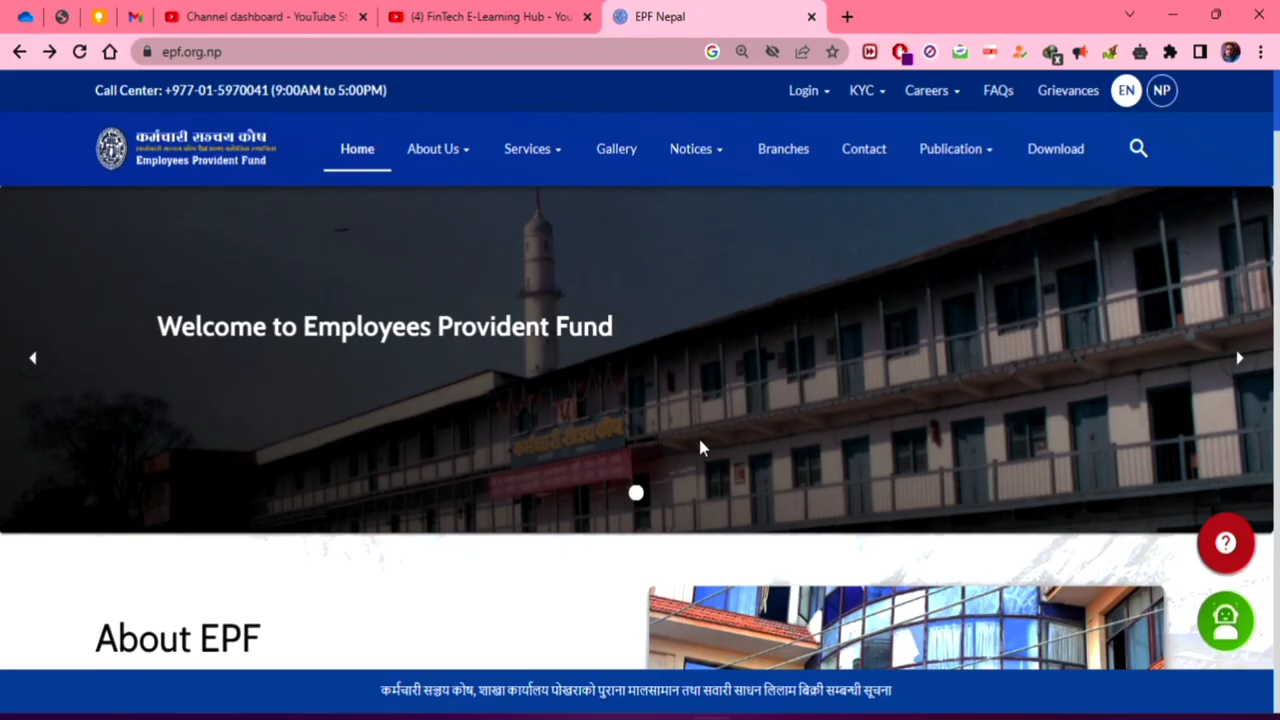 Channel dashboard - YouTube St
(4) FinTech E-Learning Hub - You
EPF Nepal
epf.org.np
Call Center: +977-01-5970041 (9:00AM to 5:00PM)
Login
KYC
Careers
FAQs
Grievances
EN
NP
कर्मचारी सञ्चय कोष
Employees Provident Fund
Home
About Us
Services
Gallery
Notices
Branches
Contact
Publication
Download
Welcome to Employees Provident Fund
कर्मचारी संचय कोष
?
About EPF
कर्मचारी सञ्चय कोष, शाखा कार्यालय पोखराको पुराना मालसामान तथा सवारी साधन लिलाम बिक्री सम्बन्धी सूचना